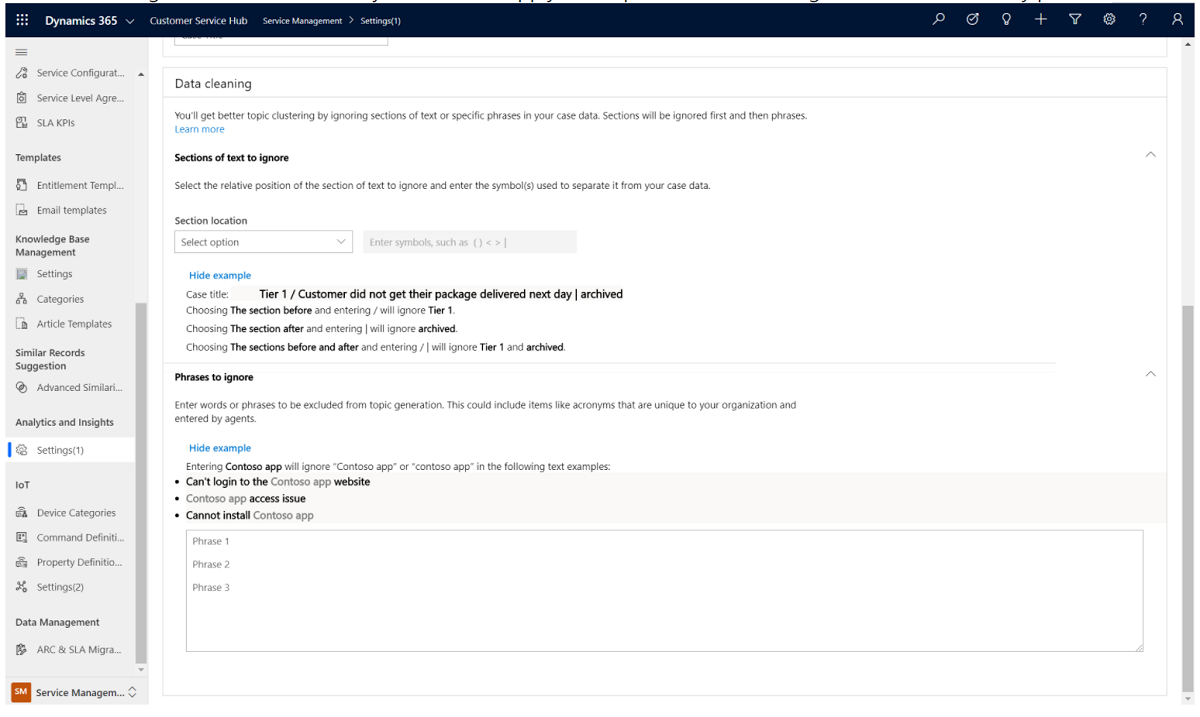 Dynamics 365
Customer Service Hub
Service Management > Settings(1)
Service Configurat...
Service Level Agre...
SLA KPIs
Templates
Entitlement Templ...
Email templates
Knowledge Base
Management
Settings
Categories
Article Templates
Similar Records
Suggestion
Advanced Similari...
Analytics and Insights
Settings(1)
IoT
Device Categories
Command Definiti...
Property Definitio...
Settings(2)
Data Management
ARC & SLA Migra...
SM Service Managem...
Case Title
Data cleaning
You'll get better topic clustering by ignoring sections of text or specific phrases in your case data. Sections will be ignored first and then phrases.
Learn more
Sections of text to ignore
Select the relative position of the section of text to ignore and enter the symbol(s) used to separate it from your case data.
Section location
Select option
Enter symbols, such as ( ) < > |
Hide example
Case title: Tier 1 / Customer did not get their package delivered next day | archived
Choosing The section before and entering / will ignore Tier 1.
Choosing The section after and entering | will ignore archived.
Choosing The sections before and after and entering / | will ignore Tier 1 and archived.
Phrases to ignore
Enter words or phrases to be excluded from topic generation. This could include items like acronyms that are unique to your organization and
entered by agents.
Hide example
Entering Contoso app will ignore "Contoso app" or "contoso app" in the following text examples:
• Can't login to the Contoso app website
• Contoso app access issue
• Cannot install Contoso app
Phrase 1
Phrase 2
Phrase 3